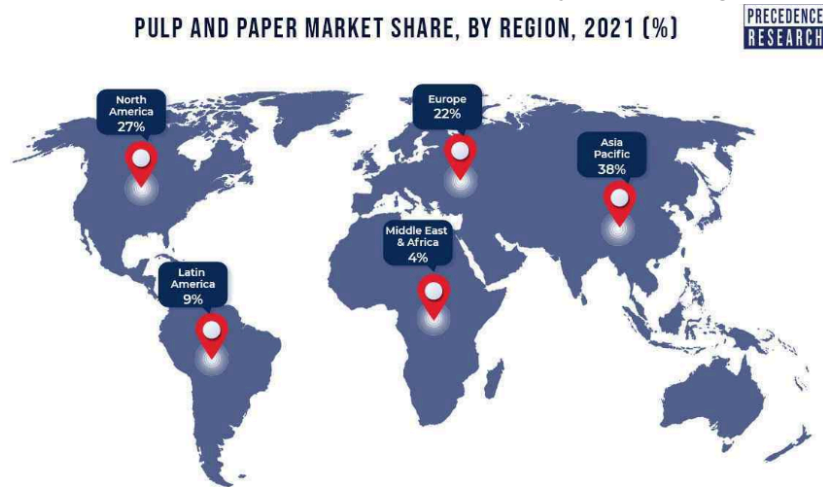 PULP AND PAPER MARKET SHARE, BY REGION, 2021 (%)
PRECEDENCE
RESEARCH
North
America
27%
Europe
22%
Asia
Pacific
38%
Middle East
& Africa
4%
Latin
America
9%